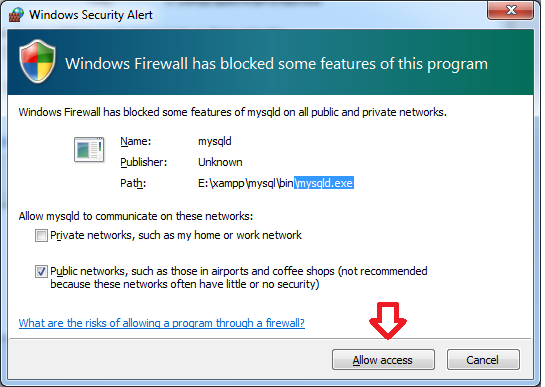 Windows Security Alert
Windows Firewall has blocked some features of this program
Windows Firewall has blocked some features of mysqld on all public and private networks.
Name: mysqld
Publisher: Unknown
Path: E:\xampp\mysql\bin\mysqld.exe
Allow mysqld to communicate on these networks:
Private networks, such as my home or work network
Public networks, such as those in airports and coffee shops (not recommended
because these networks often have little or no security)
What are the risks of allowing a program through a firewall?
Allow access Cancel